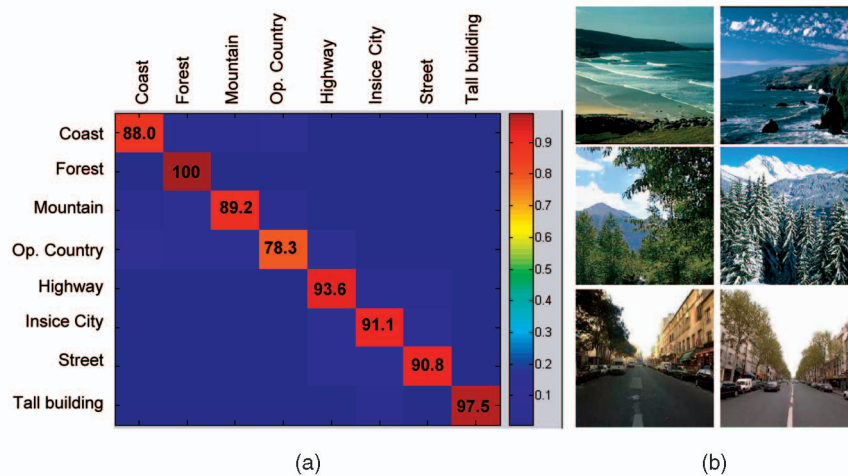 Coast
Forest
Mountain
Op. Country
Highway
Insice City
Street
Tall building
Coast 88.0
Forest 100
Mountain 89.2
Op. Country 78.3
Highway 93.6
Insice City 91.1
Street 90.8
Tall building 97.5
0.9
0.8
0.7
0.6
0.5
0.4
0.3
0.2
0.1
(a)
(b)